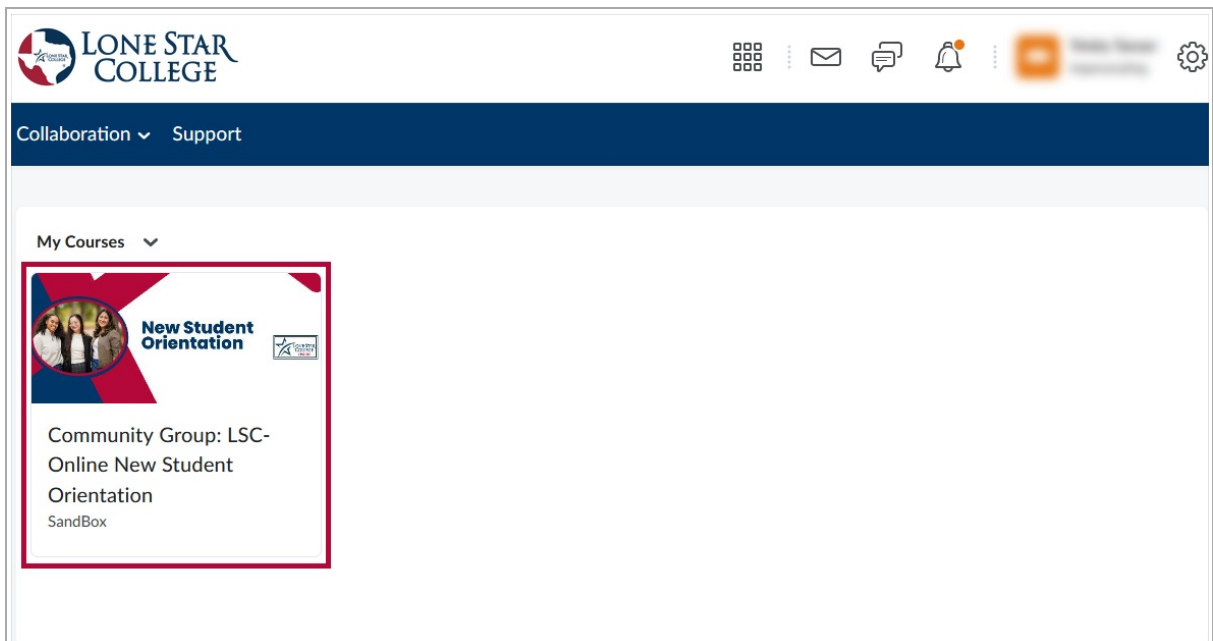 LONE STAR
COLLEGE
Collaboration Support
My Courses
New Student
Orientation
Community Group: LSC-
Online New Student
Orientation
SandBox